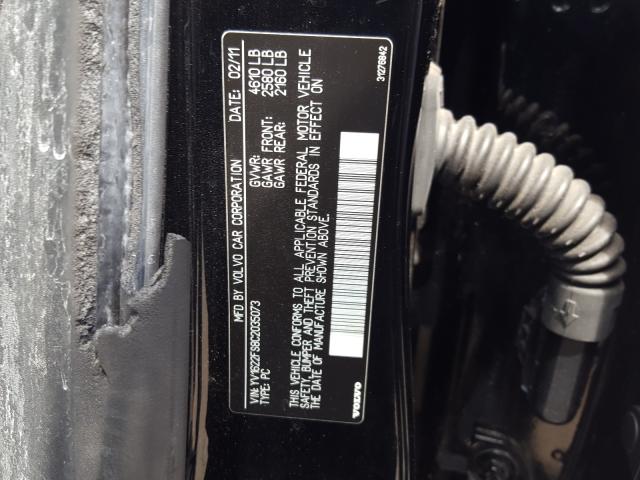 MFD BY VOLVO CAR CORPORATION DATE: 02/11
GVWR: 4610 LB
GAWR FRONT: 2580 LB
GAWR REAR: 2160 LB
VIN: YV1622FS8C2035073
TYPE: PC
THIS VEHICLE CONFORMS TO ALL APPLICABLE FEDERAL MOTOR VEHICLE
SAFETY, BUMPER AND THEFT PREVENTION STANDARDS IN EFFECT ON
THE DATE OF MANUFACTURE SHOWN ABOVE.
VOLVO
31276842